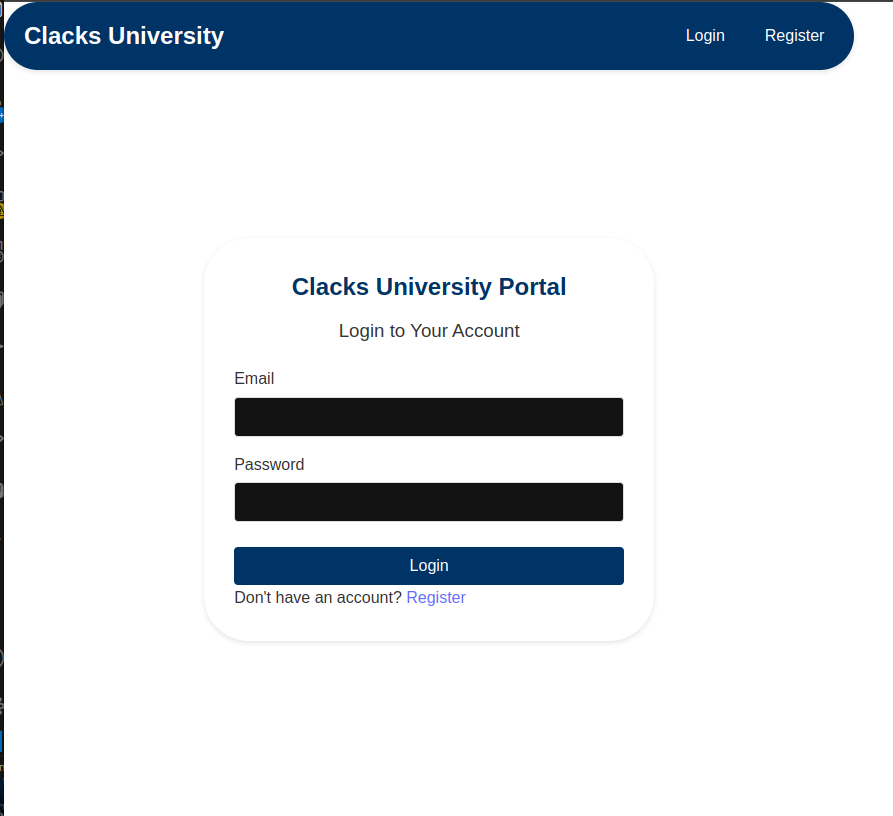 Clacks University
Login
Register
Clacks University Portal
Login to Your Account
Email
Password
Login
Don't have an account? Register